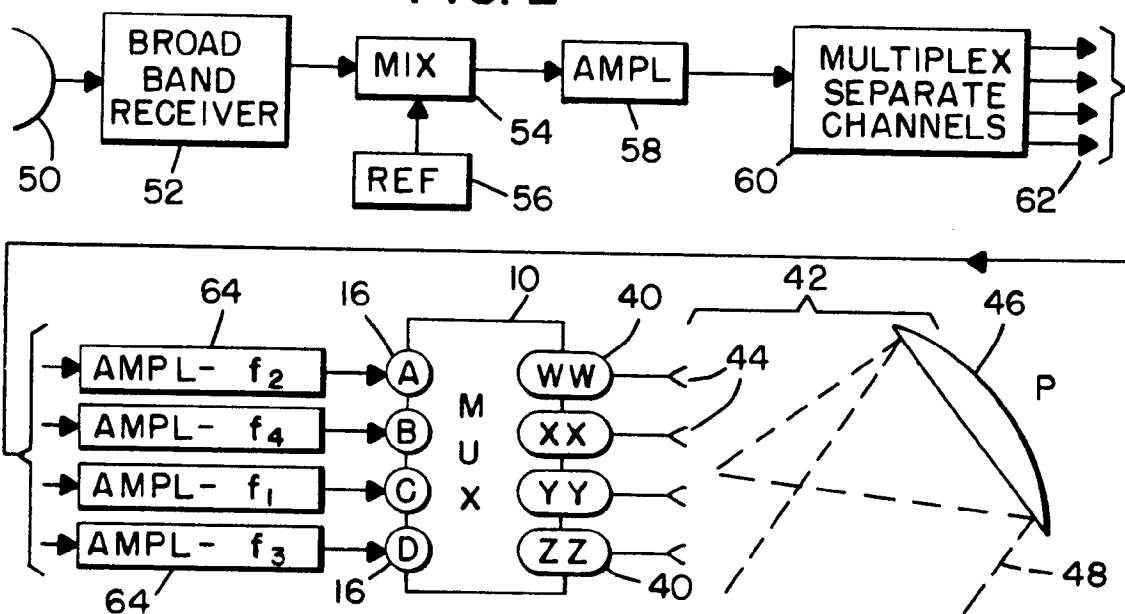 BROAD
BAND
RECEIVER
MIX
AMPL
MULTIPLEX
SEPARATE
CHANNELS
REF
50
52
54
56
58
60
62
64
16
10
40
42
46
AMPL- f2
A
WW
44
P
AMPL- f4
B
M
U
X
XX
AMPL- f1
C
YY
AMPL- f3
D
ZZ
64
16
40
48